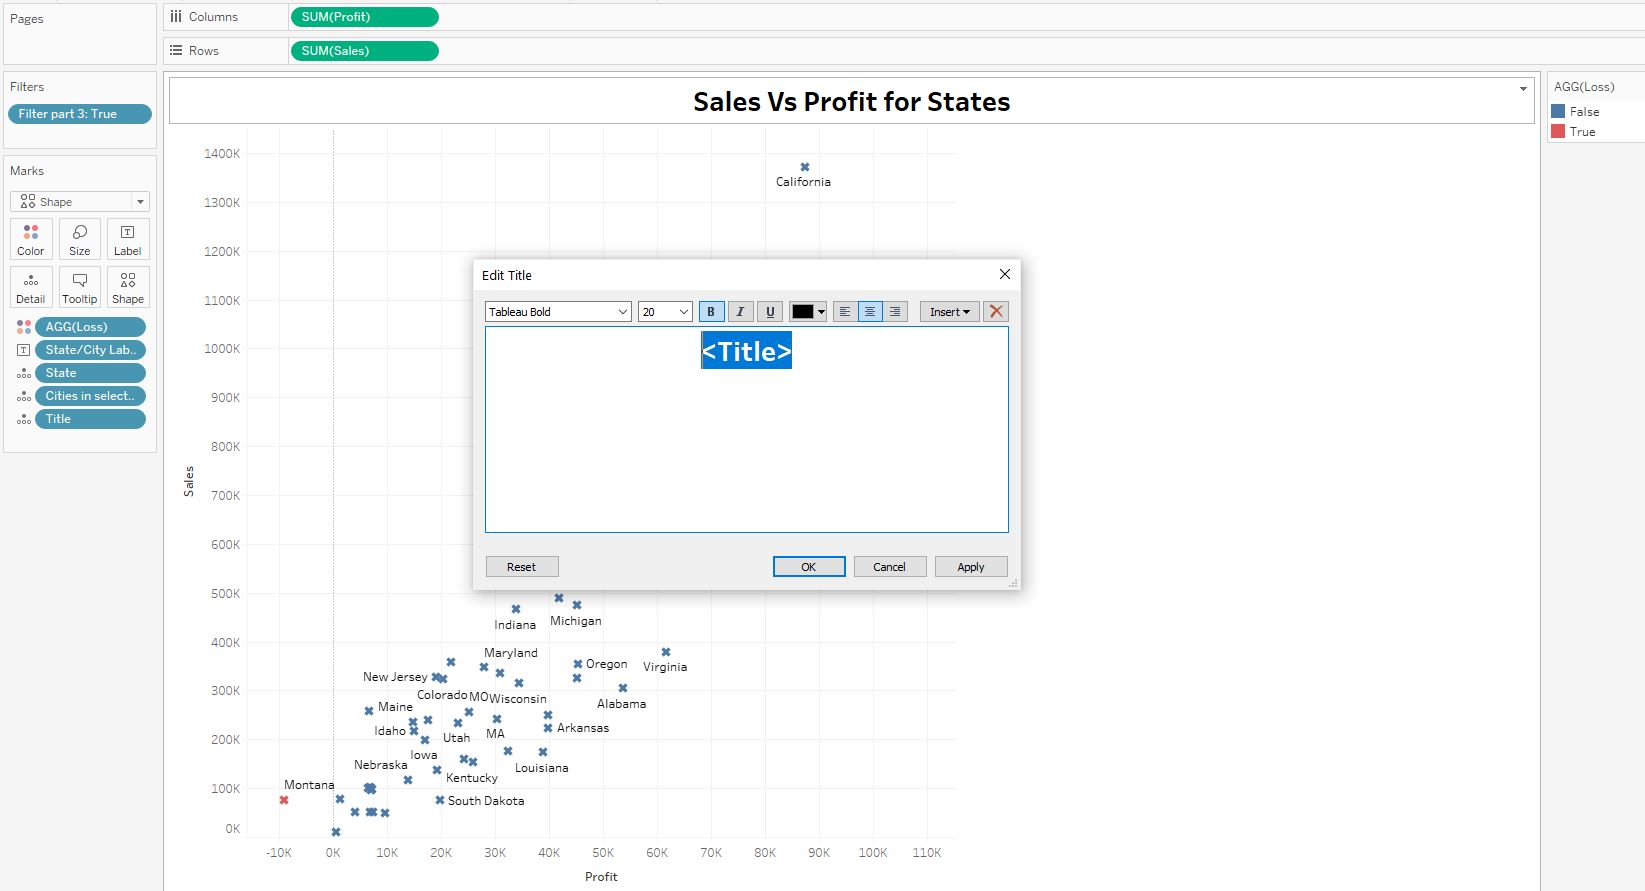 Pages
Columns
SUM(Profit)
Rows
SUM(Sales)
Filters
Filter part 3: True
Marks
Shape
Color
Size
Label
Detail
Tooltip
Shape
AGG(Loss)
T
State/City Lab..
State
Cities in select..
Title
Sales Vs Profit for States
AGG(Loss)
False
True
Edit Title
Tableau Bold
20
B
I
U
Insert
<Title>
Reset
OK
Cancel
Apply
Sales
1400K
1300K
1200K
1100K
1000K
900K
800K
700K
600K
500K
400K
300K
200K
100K
0K
California
Indiana
Michigan
Maryland
Oregon
Virginia
New Jersey
Colorado
MO
Wisconsin
Alabama
Maine
Idaho
Utah
MA
Arkansas
Iowa
Nebraska
Kentucky
Louisiana
Montana
South Dakota
-10K 0K 10K 20K 30K 40K 50K 60K 70K 80K 90K 100K 110K
Profit